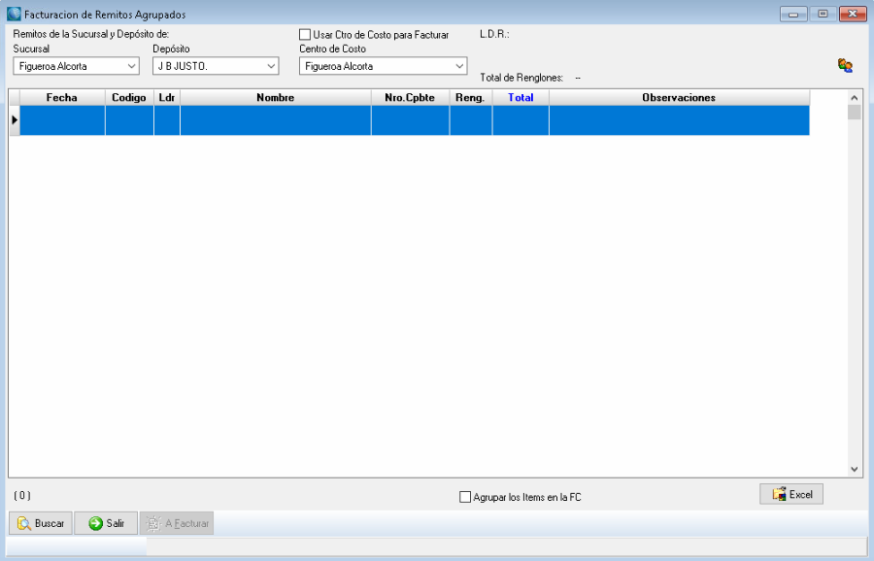 Facturacion de Remitos Agrupados
Remitos de la Sucursal y Depósito de:
Usar Ctro de Costo para Facturar
L.D.R.:
Sucursal
Depósito
Centro de Costo
Figueroa Alcorta
J B JUSTO.
Figueroa Alcorta
Total de Renglones: --
Fecha Codigo Ldr Nombre Nro.Cpbte Reng. Total Observaciones
( 0 )
Agrupar los Items en la FC
Excel
Buscar
Salir
A Facturar